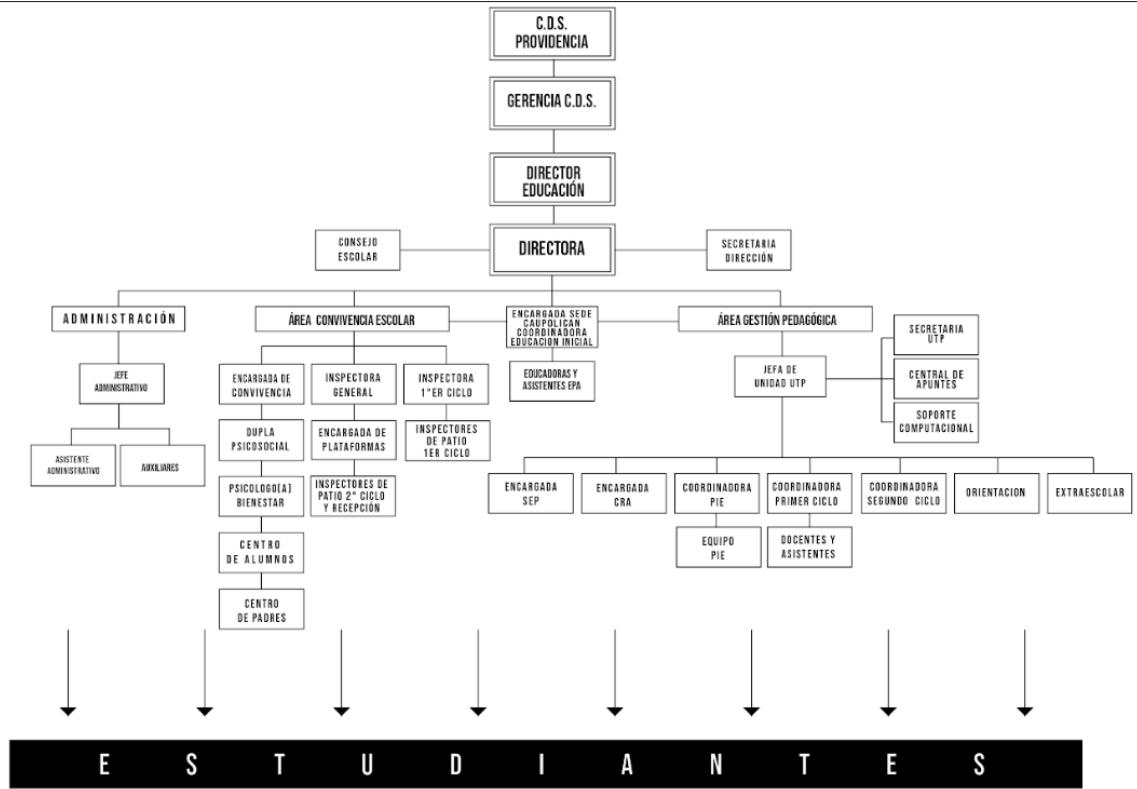 C.D.S.
PROVIDENCIA
GERENCIA C.D.S.
DIRECTOR
EDUCACIÓN
CONSEJO
ESCOLAR
DIRECTORA
SECRETARIA
DIRECCIÓN
ADMINISTRACIÓN
ÁREA CONVIVENCIA ESCOLAR
ENCARGADA SEDE
CAUPOLICAN
COORDINADORA
EDUCACION INICIAL
ÁREA GESTIÓN PEDAGÓGICA
SECRETARIA
UTP
JEFE
ADMINISTRATIVO
ENCARGADA DE
CONVIVENCIA
INSPECTORA
GENERAL
INSPECTORA
1°ER CICLO
EDUCADORAS Y
ASISTENTES EPA
JEFA DE
UNIDAD UTP
CENTRAL DE
APUNTES
SOPORTE
COMPUTACIONAL
DUPLA
PSICOSOCIAL
ENCARGADA DE
PLATAFORMAS
INSPECTORES
DE PATIO
1ER CICLO
ASISTENTE
ADMINISTRATIVO
AUXILIARES
PSICOLOGO(A)
BIENESTAR
INSPECTORES DE
PATIO 2° CICLO
Y RECEPCIÓN
ENCARGADA
SEP
ENCARGADA
CRA
COORDINADORA
PIE
COORDINADORA
PRIMER CICLO
COORDINADORA
SEGUNDO CICLO
ORIENTACION
EXTRAESCOLAR
CENTRO
DE ALUMNOS
EQUIPO
PIE
DOCENTES Y
ASISTENTES
CENTRO
DE PADRES
ESTUDIANTES